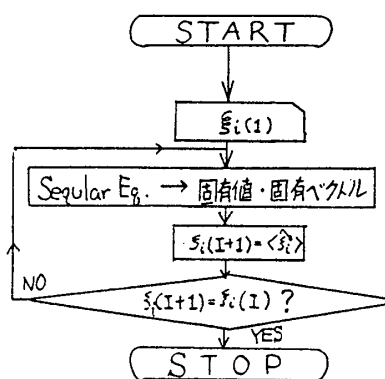 START
ξi(1)
Seqular Eq. → 固有値・固有ベクトル
ξi(I+1)=<ξ̂i>
NO
ξi(I+1)=ξi(I)?
YES
STOP